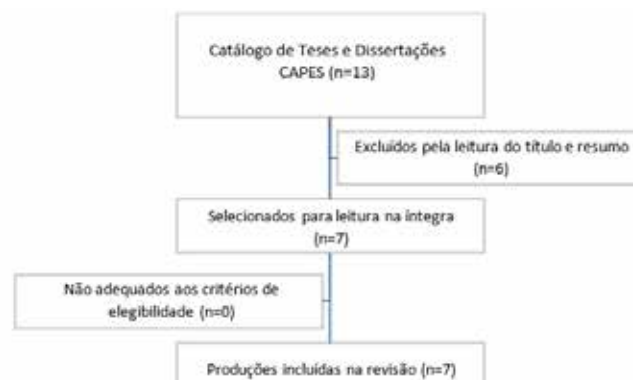 Catálogo de Teses e Dissertações
CAPES (n=13)
Excluídos pela leitura do título e resumo
(n=6)
Selecionados para leitura na íntegra
(n=7)
Não adequados aos critérios de
elegibilidade (n=0)
Produções incluídas na revisão (n=7)